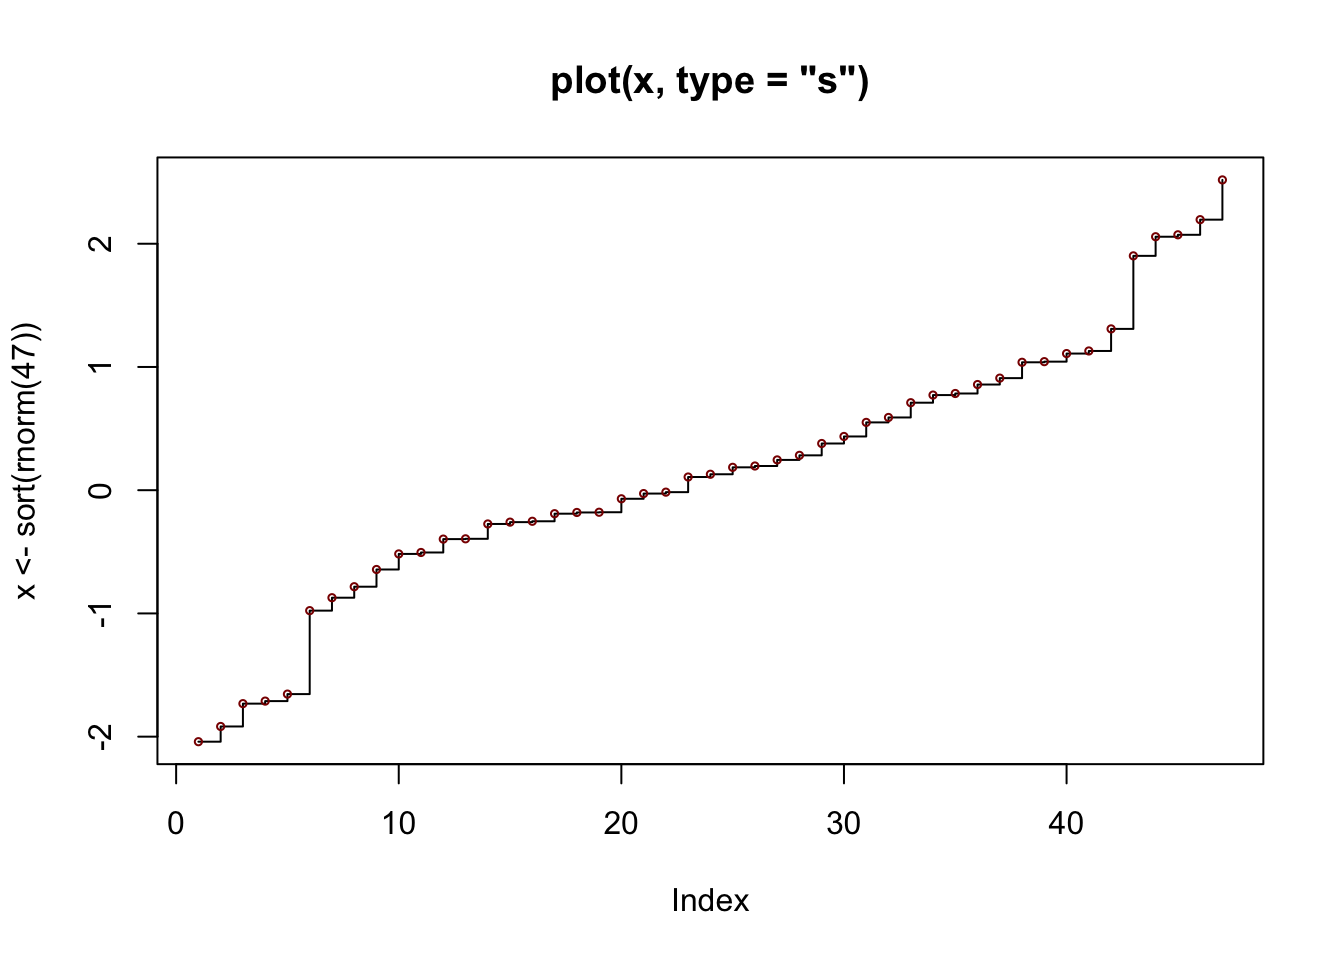 plot(x, type = "s")
x <- sort(rnorm(47))
2
1
0
-1
-2
0 10 20 30 40
Index